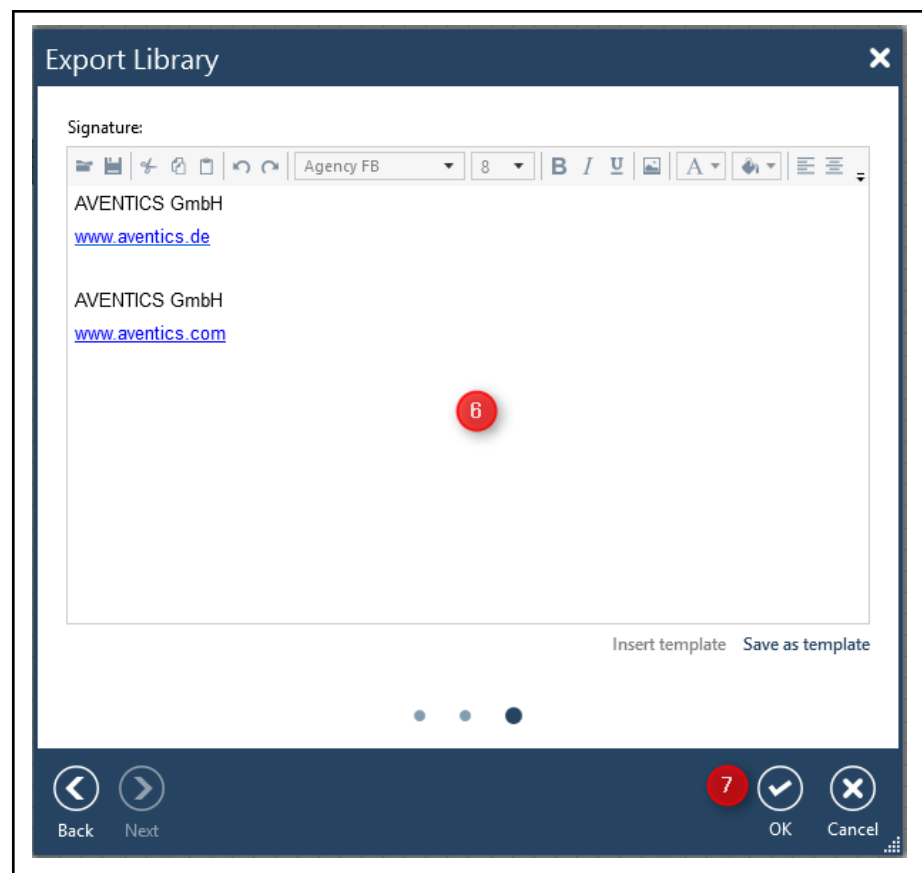 Export Library
Signature:
Agency FB 8 B I U A
AVENTICS GmbH
www.aventics.de
AVENTICS GmbH
www.aventics.com
6
Insert template Save as template
7
Back Next OK Cancel